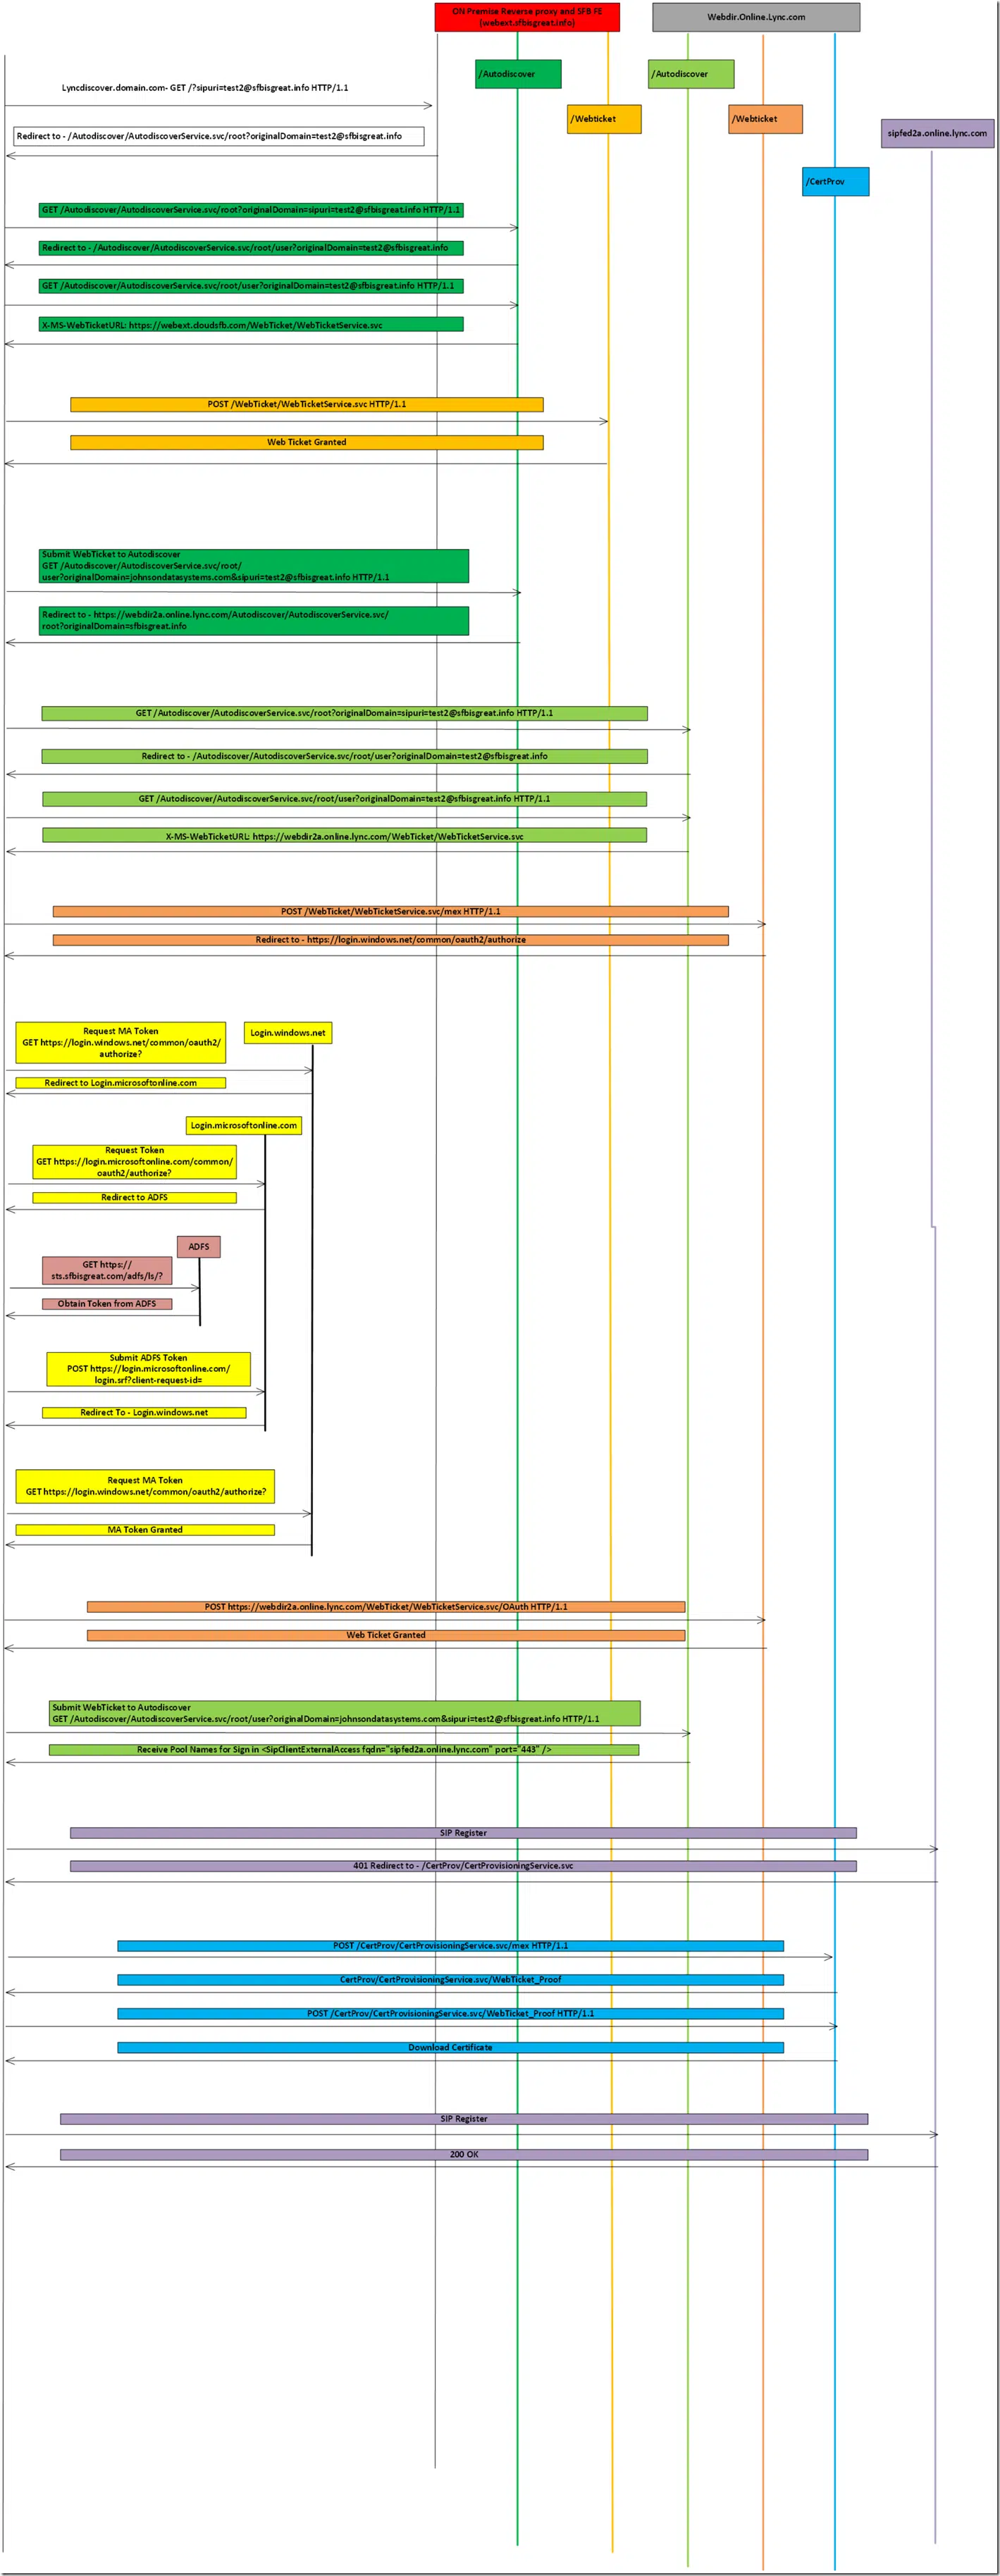 ON Premise Reverse proxy and SFB FE
(webext.sfbisgreat.info)
Webdir.Online.Lync.com
/Autodiscover
/Autodiscover
Lyncdiscover.domain.com- GET /?sipuri=test2@sfbisgreat.info HTTP/1.1
/Webticket
/Webticket
sipfed2a.online.lync.com
Redirect to - /Autodiscover/AutodiscoverService.svc/root?originalDomain=test2@sfbisgreat.info
/CertProv
GET /Autodiscover/AutodiscoverService.svc/root?originalDomain=sipuri=test2@sfbisgreat.info HTTP/1.1
Redirect to - /Autodiscover/AutodiscoverService.svc/root/user?originalDomain=test2@sfbisgreat.info
GET /Autodiscover/AutodiscoverService.svc/root/user?originalDomain=test2@sfbisgreat.info HTTP/1.1
X-MS-WebTicketURL: https://webext.cloudsfb.com/WebTicket/WebTicketService.svc
POST /WebTicket/WebTicketService.svc HTTP/1.1
Web Ticket Granted
Submit WebTicket to Autodiscover
GET /Autodiscover/AutodiscoverService.svc/root/
user?originalDomain=johnsondatasystems.com&sipuri=test2@sfbisgreat.info HTTP/1.1
Redirect to - https://webdir2a.online.lync.com/Autodiscover/AutodiscoverService.svc/
root?originalDomain=sfbisgreat.info
GET /Autodiscover/AutodiscoverService.svc/root?originalDomain=sipuri=test2@sfbisgreat.info HTTP/1.1
Redirect to - /Autodiscover/AutodiscoverService.svc/root/user?originalDomain=test2@sfbisgreat.info
GET /Autodiscover/AutodiscoverService.svc/root/user?originalDomain=test2@sfbisgreat.info HTTP/1.1
X-MS-WebTicketURL: https://webdir2a.online.lync.com/WebTicket/WebTicketService.svc
POST /WebTicket/WebTicketService.svc/mex HTTP/1.1
Redirect to - https://login.windows.net/common/oauth2/authorize
Request MA Token
GET https://login.windows.net/common/oauth2/
authorize?
Login.windows.net
Redirect to Login.microsoftonline.com
Login.microsoftonline.com
Request Token
GET https://login.microsoftonline.com/common/
oauth2/authorize?
Redirect to ADFS
ADFS
GET https://
sts.sfbisgreat.com/adfs/ls/?
Obtain Token from ADFS
Submit ADFS Token
POST https://login.microsoftonline.com/
login.srf?client-request-id=
Redirect To - Login.windows.net
Request MA Token
GET https://login.windows.net/common/oauth2/authorize?
MA Token Granted
POST https://webdir2a.online.lync.com/WebTicket/WebTicketService.svc/OAuth HTTP/1.1
Web Ticket Granted
Submit WebTicket to Autodiscover
GET /Autodiscover/AutodiscoverService.svc/root/user?originalDomain=johnsondatasystems.com&sipuri=test2@sfbisgreat.info HTTP/1.1
Receive Pool Names for Sign in <SipClientExternalAccess fqdn="sipfed2a.online.lync.com" port="443" />
SIP Register
401 Redirect to - /CertProv/CertProvisioningService.svc
POST /CertProv/CertProvisioningService.svc/mex HTTP/1.1
CertProv/CertProvisioningService.svc/WebTicket_Proof
POST /CertProv/CertProvisioningService.svc/WebTicket_Proof HTTP/1.1
Download Certificate
SIP Register
200 OK